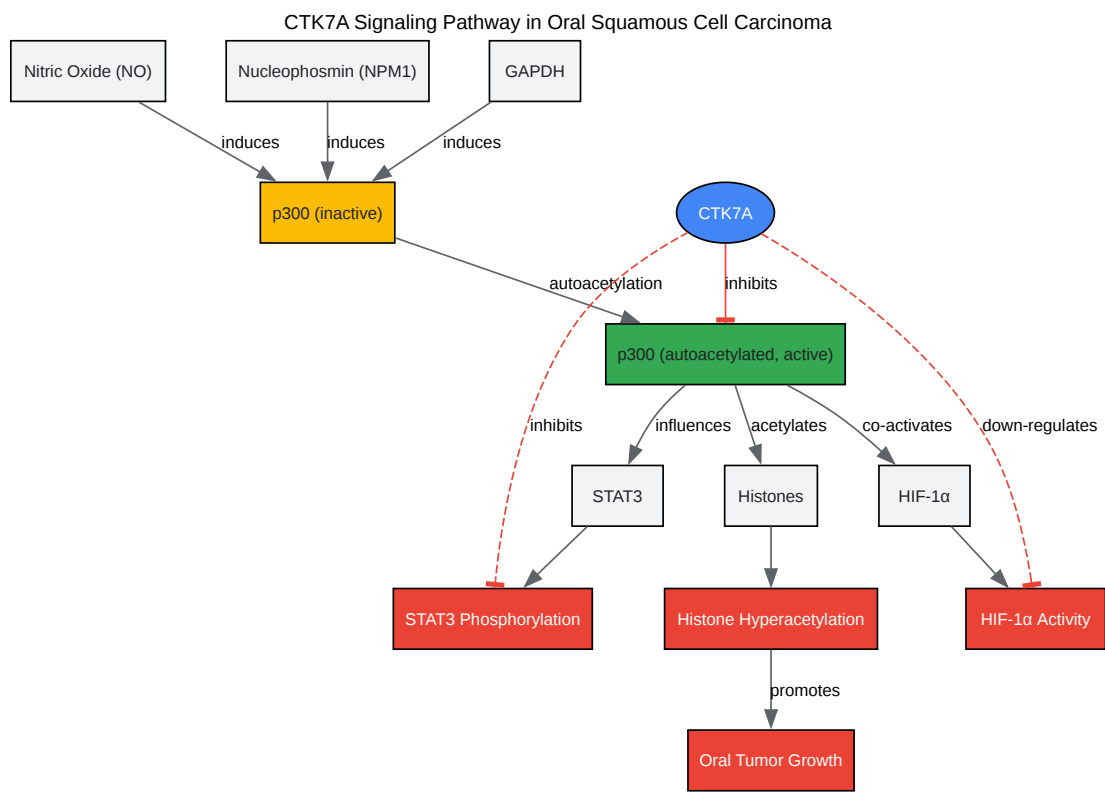 CTK7A Signaling Pathway in Oral Squamous Cell Carcinoma
Nitric Oxide (NO)
Nucleophosmin (NPM1)
GAPDH
induces
induces
induces
p300 (inactive)
CTK7A
autoacetylation
inhibits
p300 (autoacetylated, active)
inhibits
influences
acetylates
co-activates
down-regulates
STAT3
Histones
HIF-1α
STAT3 Phosphorylation
Histone Hyperacetylation
HIF-1α Activity
promotes
Oral Tumor Growth